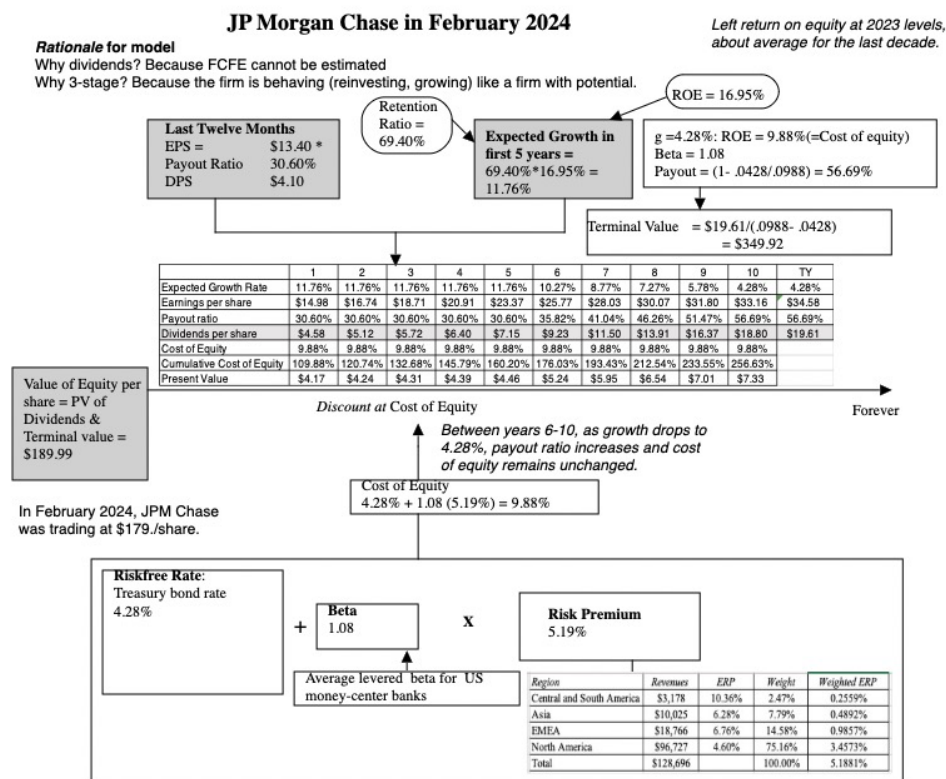 JP Morgan Chase in February 2024
Left return on equity at 2023 levels,
about average for the last decade.
Rationale for model
Why dividends? Because FCFE cannot be estimated
Why 3-stage? Because the firm is behaving (reinvesting, growing) like a firm with potential.
Retention
Ratio =
69.40%
ROE = 16.95%
Last Twelve Months
EPS = $13.40 *
Payout Ratio 30.60%
DPS $4.10
Expected Growth in
first 5 years =
69.40%*16.95% =
11.76%
g =4.28%: ROE = 9.88%(=Cost of equity)
Beta = 1.08
Payout = (1- .0428/.0988) = 56.69%
Terminal Value = $19.61/(.0988- .0428)
= $349.92
1 2 3 4 5 6 7 8 9 10 TY
Expected Growth Rate 11.76% 11.76% 11.76% 11.76% 11.76% 10.27% 8.77% 7.27% 5.78% 4.28% 4.28%
Earnings per share $14.98 $16.74 $18.71 $20.91 $23.37 $25.77 $28.03 $30.07 $31.80 $33.16 $34.58
Payout ratio 30.60% 30.60% 30.60% 30.60% 30.60% 35.82% 41.04% 46.26% 51.47% 56.69% 56.69%
Dividends per share $4.58 $5.12 $5.72 $6.40 $7.15 $9.23 $11.50 $13.91 $16.37 $18.80 $19.61
Cost of Equity 9.88% 9.88% 9.88% 9.88% 9.88% 9.88% 9.88% 9.88% 9.88% 9.88%
Cumulative Cost of Equity 109.88% 120.74% 132.68% 145.79% 160.20% 176.03% 193.43% 212.54% 233.55% 256.63%
Present Value $4.17 $4.24 $4.31 $4.39 $4.46 $5.24 $5.95 $6.54 $7.01 $7.33
Value of Equity per
share = PV of
Dividends &
Terminal value =
$189.99
Discount at Cost of Equity
Forever
Between years 6-10, as growth drops to
4.28%, payout ratio increases and cost
of equity remains unchanged.
Cost of Equity
4.28% + 1.08 (5.19%) = 9.88%
In February 2024, JPM Chase
was trading at $179./share.
Riskfree Rate:
Treasury bond rate
4.28%
+
Beta
1.08
X
Risk Premium
5.19%
Average levered beta for US
money-center banks
Region Revenues ERP Weight Weighted ERP
Central and South America $3,178 10.36% 2.47% 0.2559%
Asia $10,025 6.28% 7.79% 0.4892%
EMEA $18,766 6.76% 14.58% 0.9857%
North America $96,727 4.60% 75.16% 3.4573%
Total $128,696 100.00% 5.1881%